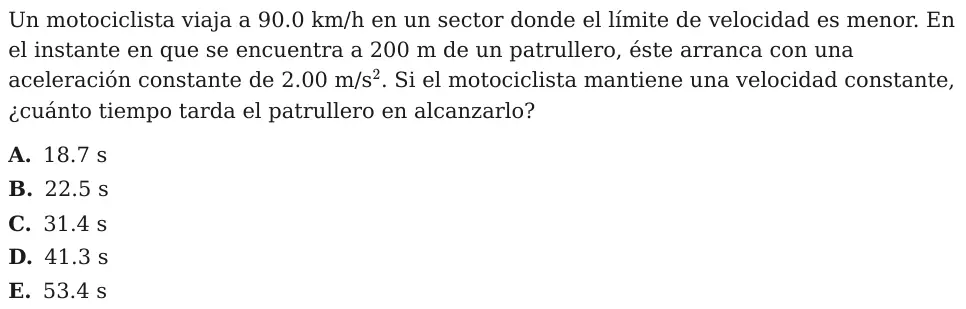 Un motociclista viaja a 90.0 km/h en un sector donde el límite de velocidad es menor. En
el instante en que se encuentra a 200 m de un patrullero, éste arranca con una
aceleración constante de 2.00 m/s². Si el motociclista mantiene una velocidad constante,
¿cuánto tiempo tarda el patrullero en alcanzarlo?
A. 18.7 s
B. 22.5 s
C. 31.4 s
D. 41.3 s
E. 53.4 s